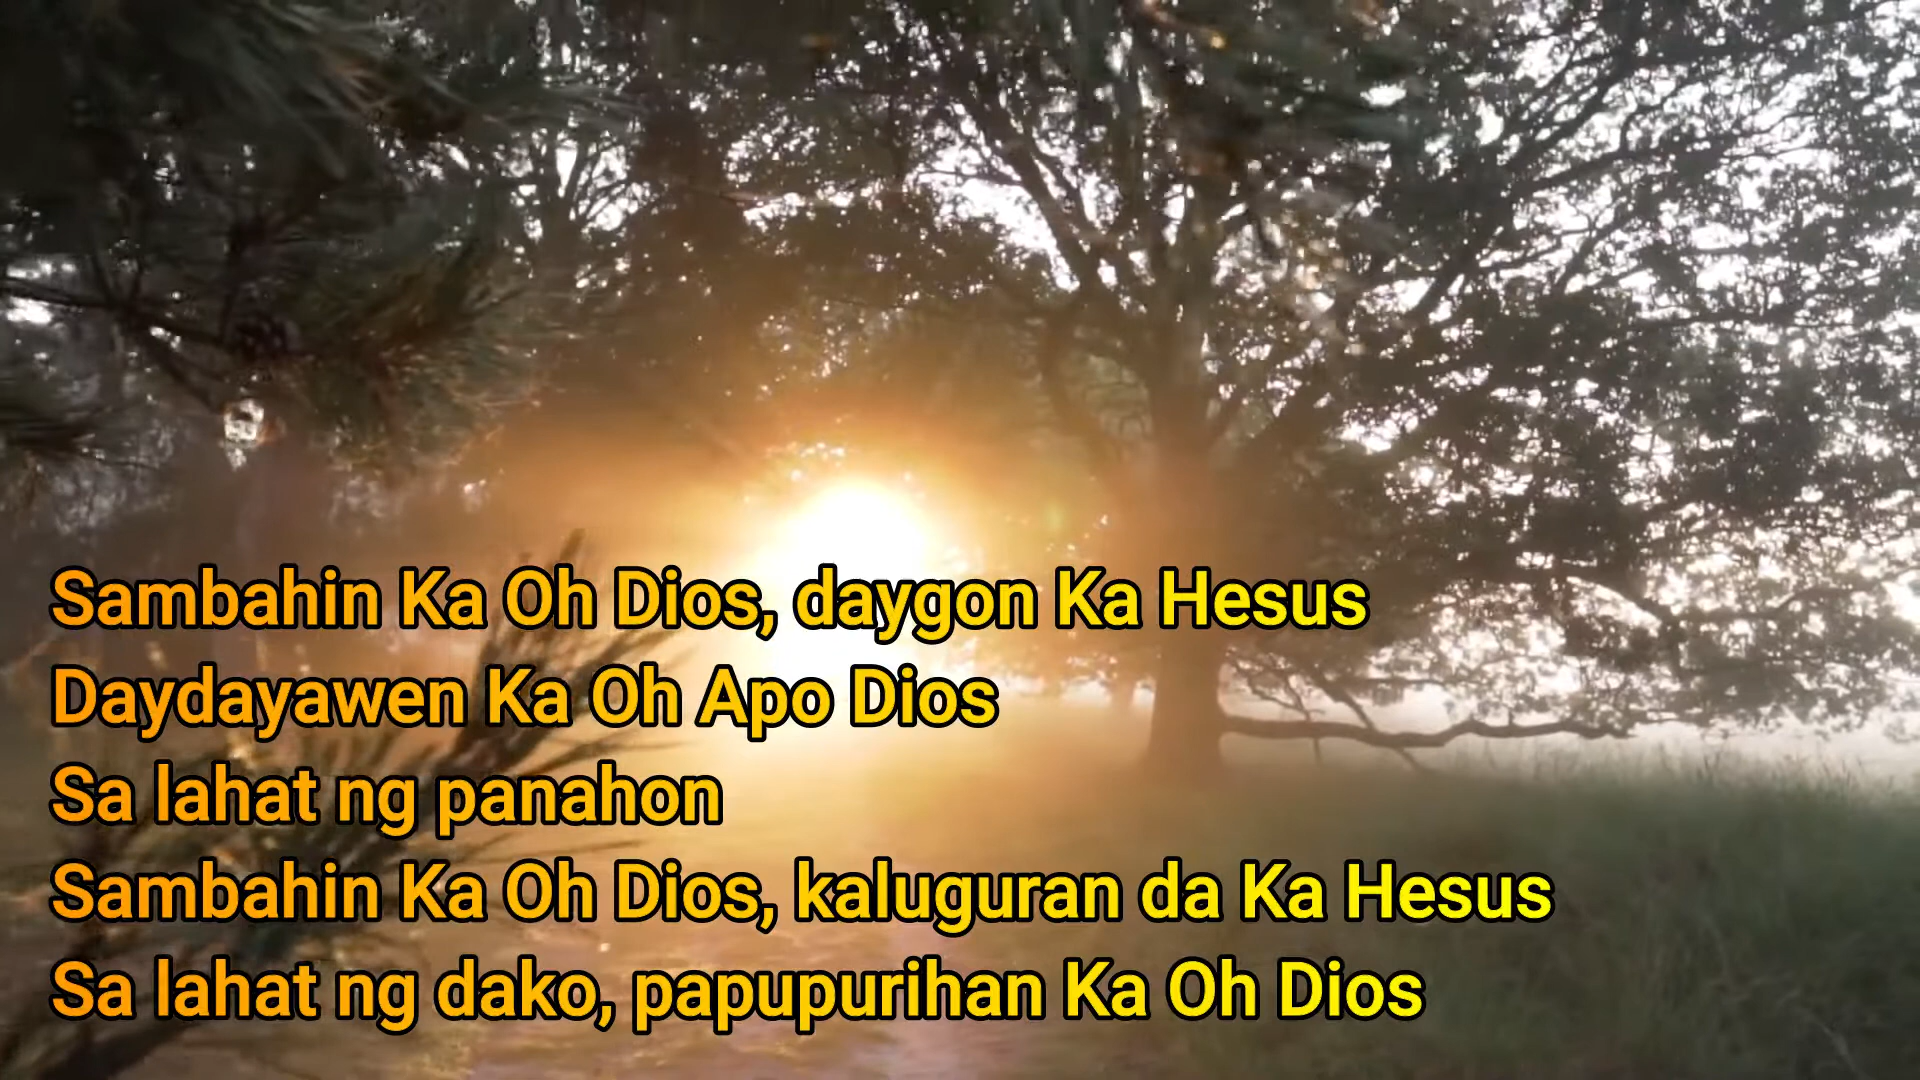 Sambahin Ka Oh Dios, daygon Ka Hesus
Daydayawen Ka Oh Apo Dios
Sa lahat ng panahon
Sambahin Ka Oh Dios, kaluguran da Ka Hesus
Sa lahat ng dako, papupurihan Ka Oh Dios